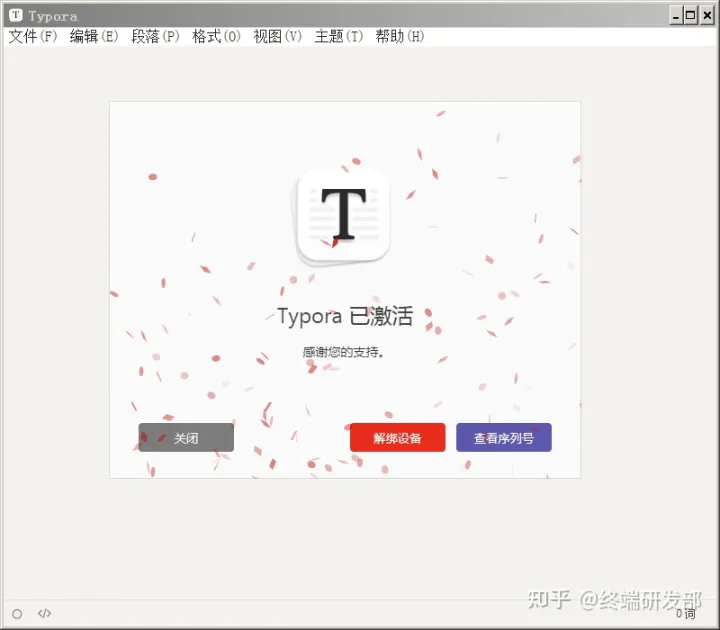 Typora
文件(F) 编辑(E) 段落(P) 格式(O) 视图(V) 主题(T) 帮助(H)
T
Typora 已激活
感谢您的支持。
关闭 解绑设备 查看序列号
</> 0 词
知乎 @终端研发部